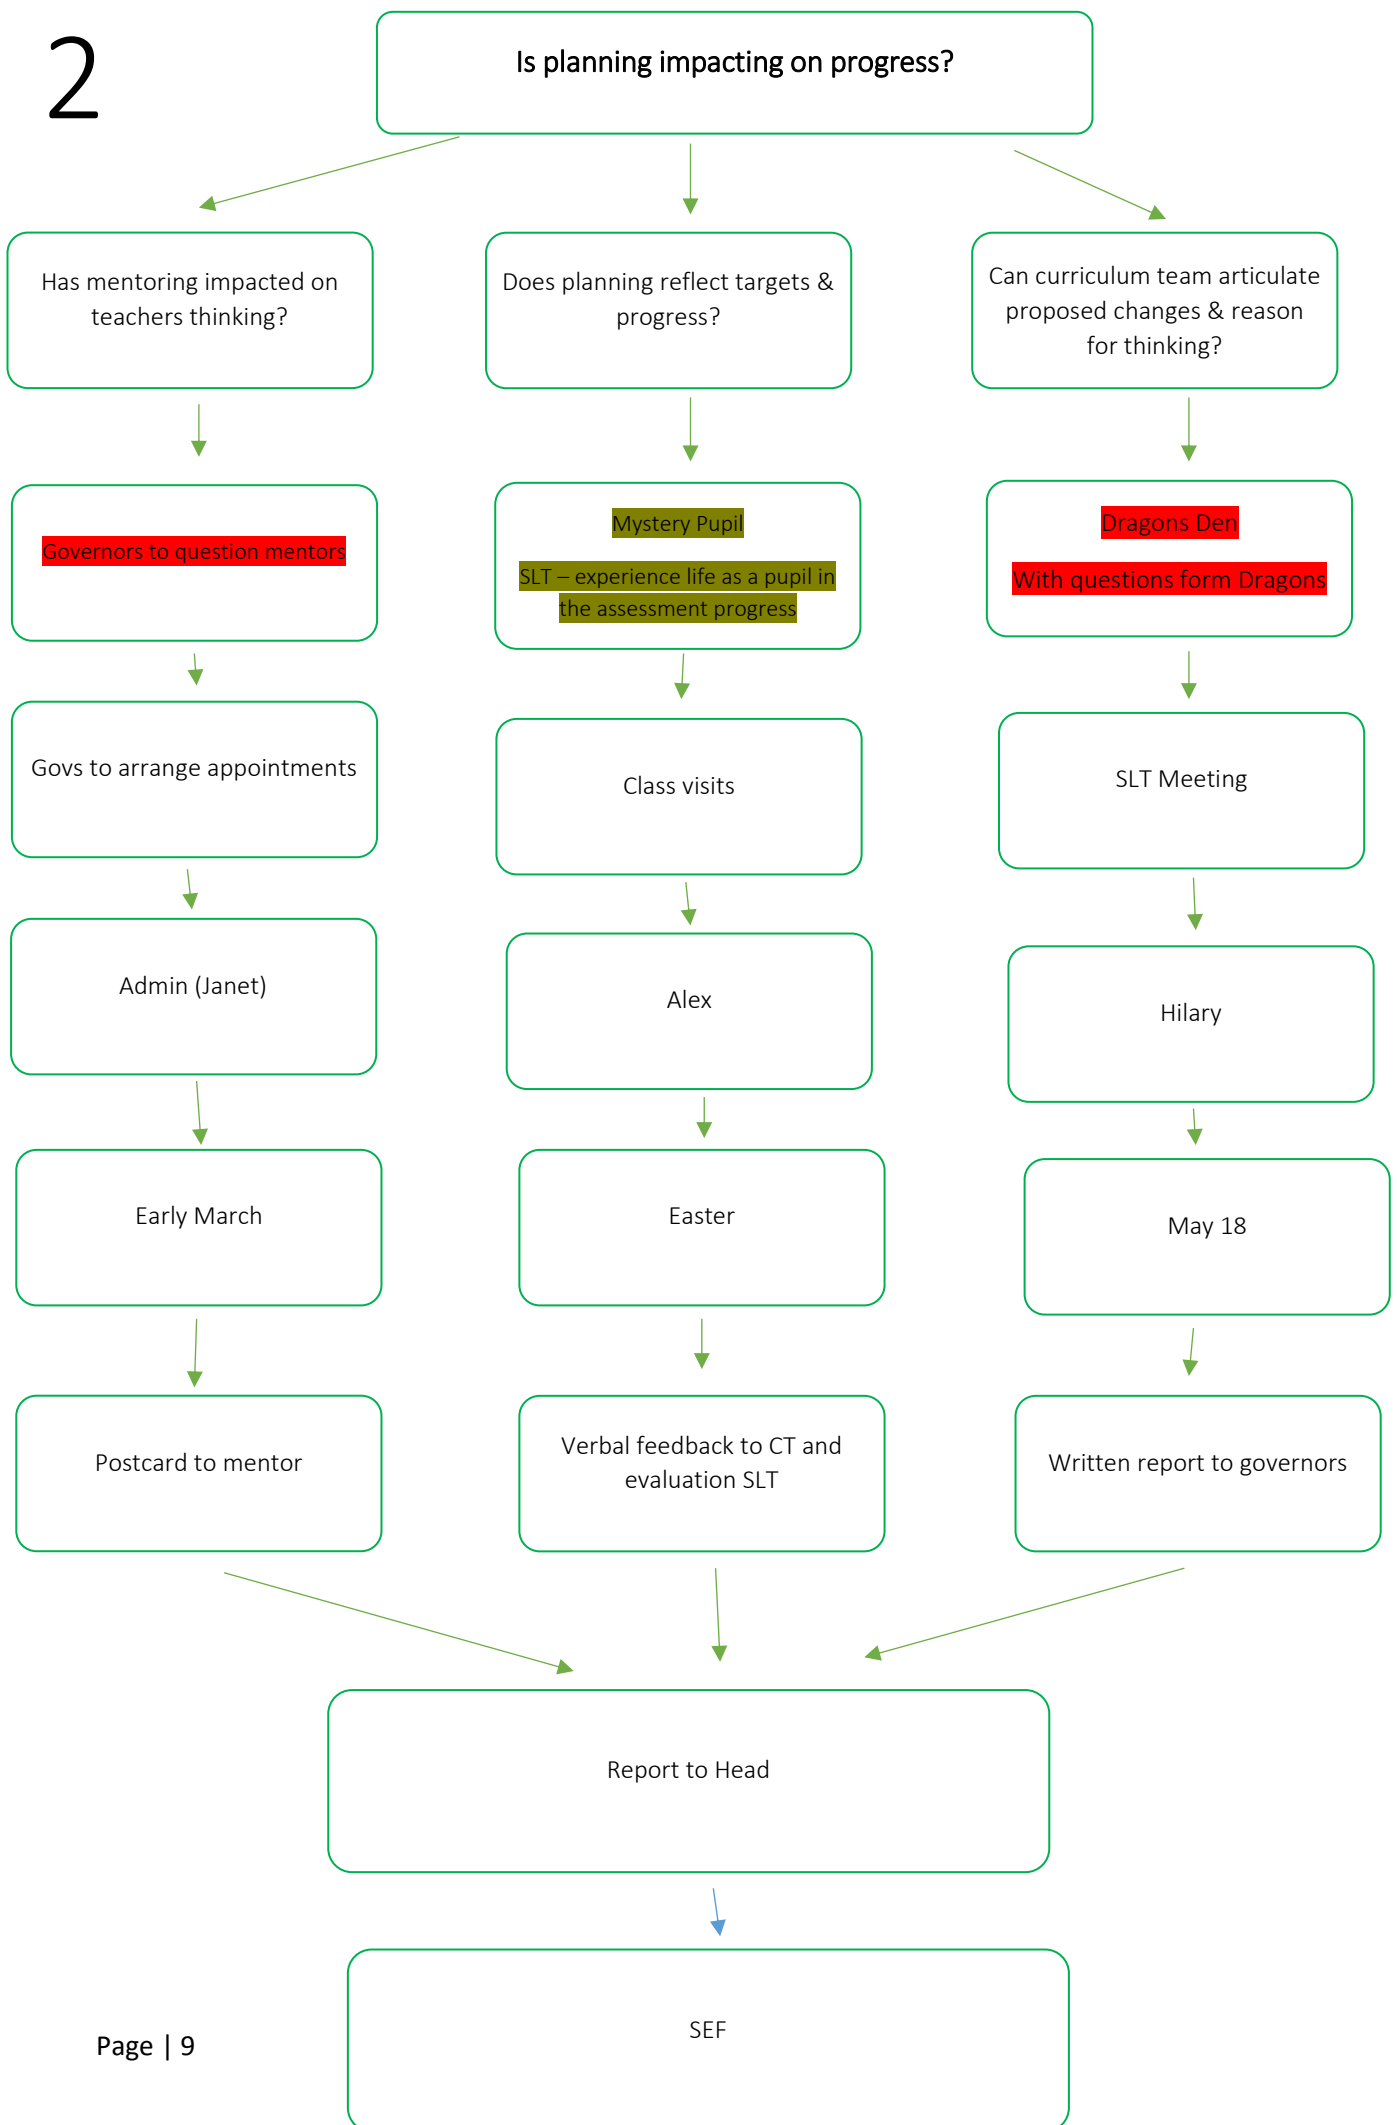 2
Is planning impacting on progress?
Has mentoring impacted on
teachers thinking?
Does planning reflect targets &
progress?
Can curriculum team articulate
proposed changes & reason
for thinking?
Governors to question mentors
Mystery Pupil
SLT – experience life as a pupil in
the assessment progress
Dragons Den
With questions form Dragons
Govs to arrange appointments
Class visits
SLT Meeting
Admin (Janet)
Alex
Hilary
Early March
Easter
May 18
Postcard to mentor
Verbal feedback to CT and
evaluation SLT
Written report to governors
Report to Head
SEF
Page | 9